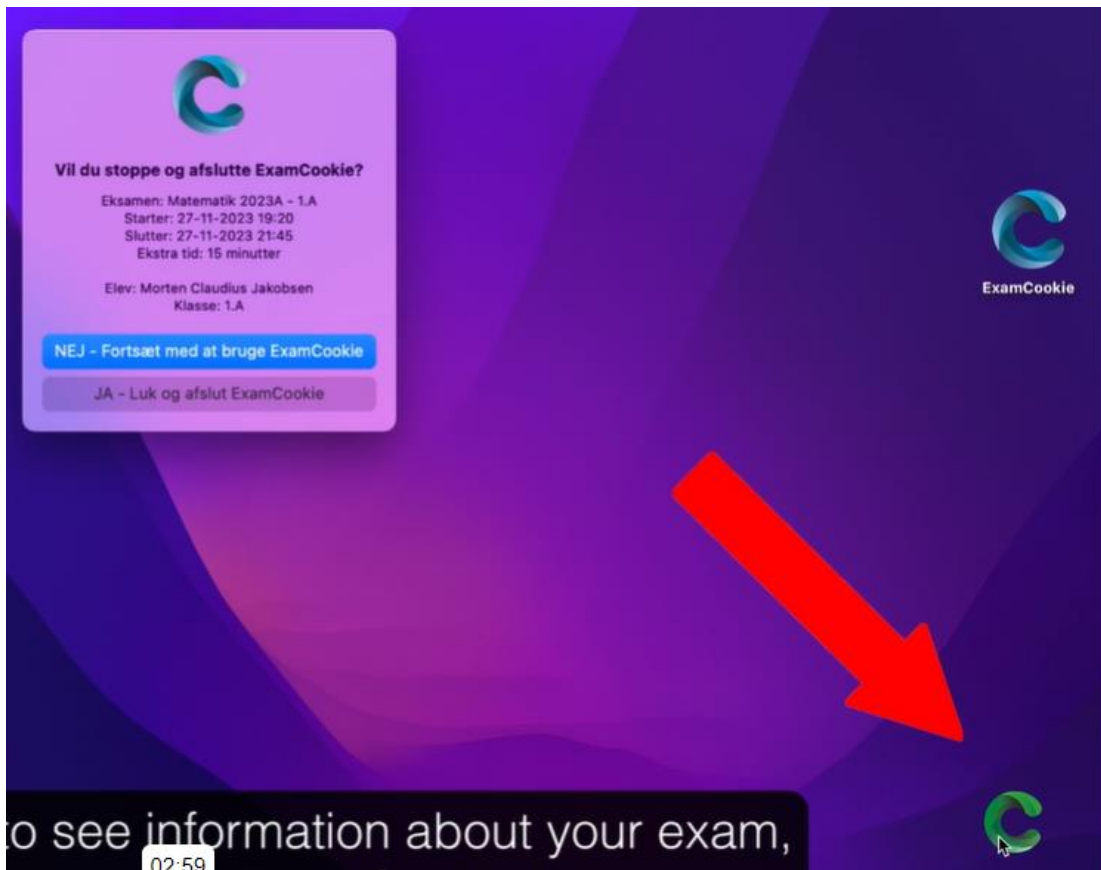 Vil du stoppe og afslutte ExamCookie?
Eksamen: Matematik 2023A - 1.A
Starter: 27-11-2023 19:20
Slutter: 27-11-2023 21:45
Ekstra tid: 15 minutter
Elev: Morten Claudius Jakobsen
Klasse: 1.A
NEJ - Fortsæt med at bruge ExamCookie
JA - Luk og afslut ExamCookie
ExamCookie
to see information about your exam,
02:59